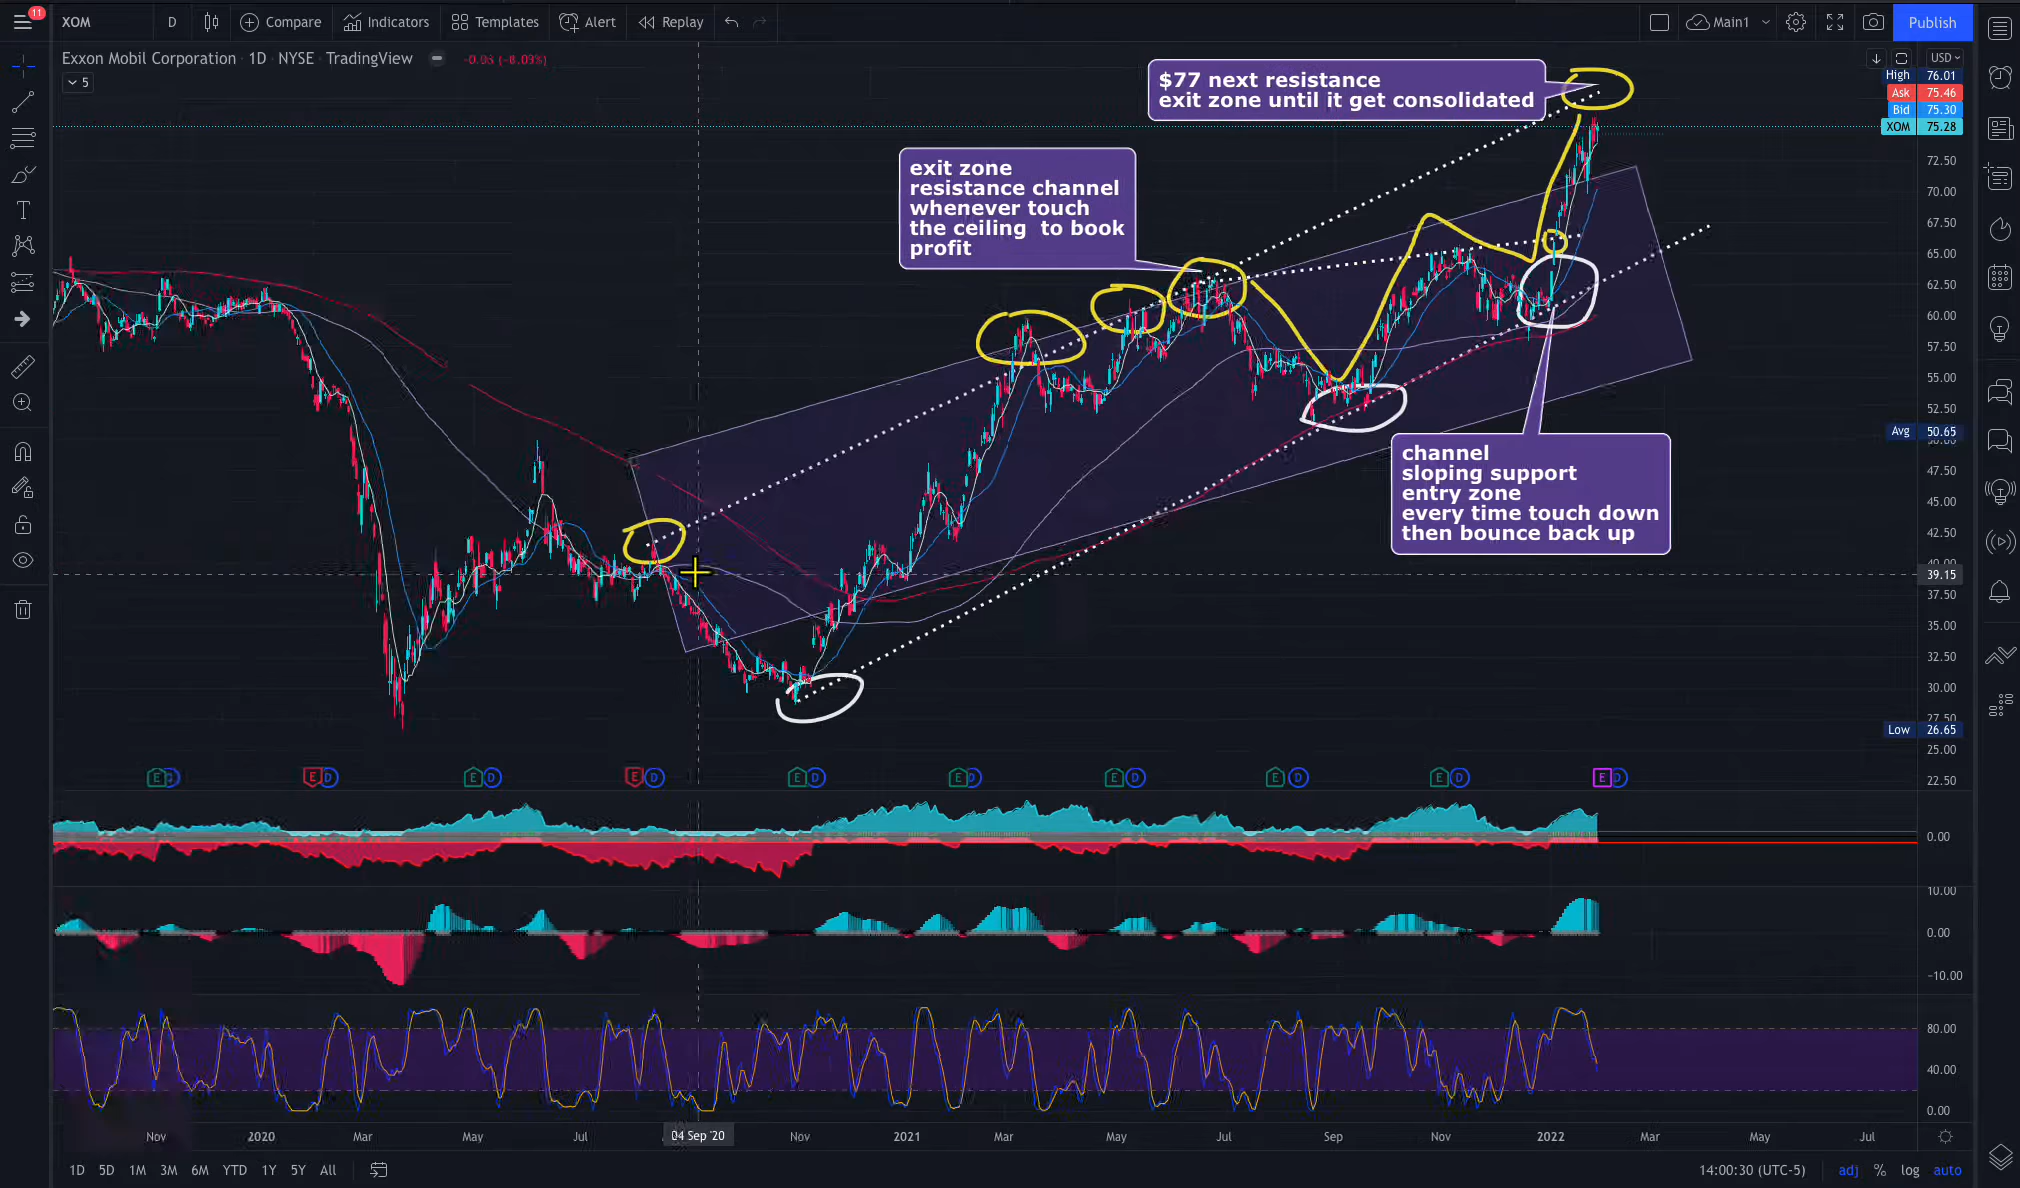 11
XOM
D
Compare
Indicators
Templates
Alert
Replay
Main1
Publish
Exxon Mobil Corporation · 1D · NYSE · TradingView
5
USD
High 76.01
Ask 75.46
Bid 75.30
XOM 75.28
$77 next resistance
exit zone until it get consolidated
exit zone
resistance channel
whenever touch
the ceiling  to book
profit
channel
sloping support
entry zone
every time touch down
then bounce back up
72.50
70.00
67.50
65.00
62.50
60.00
57.50
55.00
52.50
Avg 50.65
47.50
45.00
42.50
39.15
37.50
35.00
32.50
30.00
27.50
Low 26.65
25.00
22.50
E D E D E D E D E D E D E D E D E D E D
0.00
10.00
0.00
-10.00
80.00
40.00
0.00
Nov 2020 Mar May Jul 04 Sep '20 Nov 2021 Mar May Jul Sep Nov 2022 Mar May Jul
1D 5D 1M 3M 6M YTD 1Y 5Y All
14:00:30 (UTC-5) adj % log auto